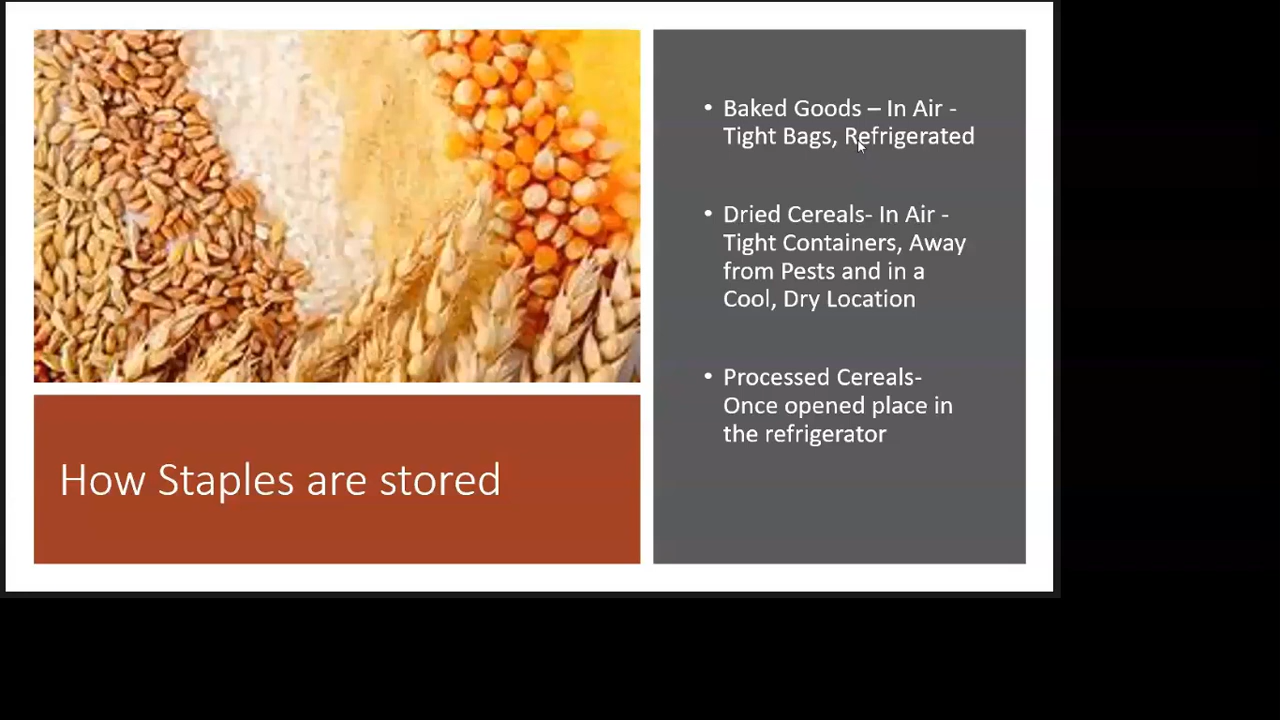 • Baked Goods – In Air -
Tight Bags, Refrigerated
• Dried Cereals- In Air -
Tight Containers, Away
from Pests and in a
Cool, Dry Location
• Processed Cereals-
Once opened place in
the refrigerator
How Staples are stored